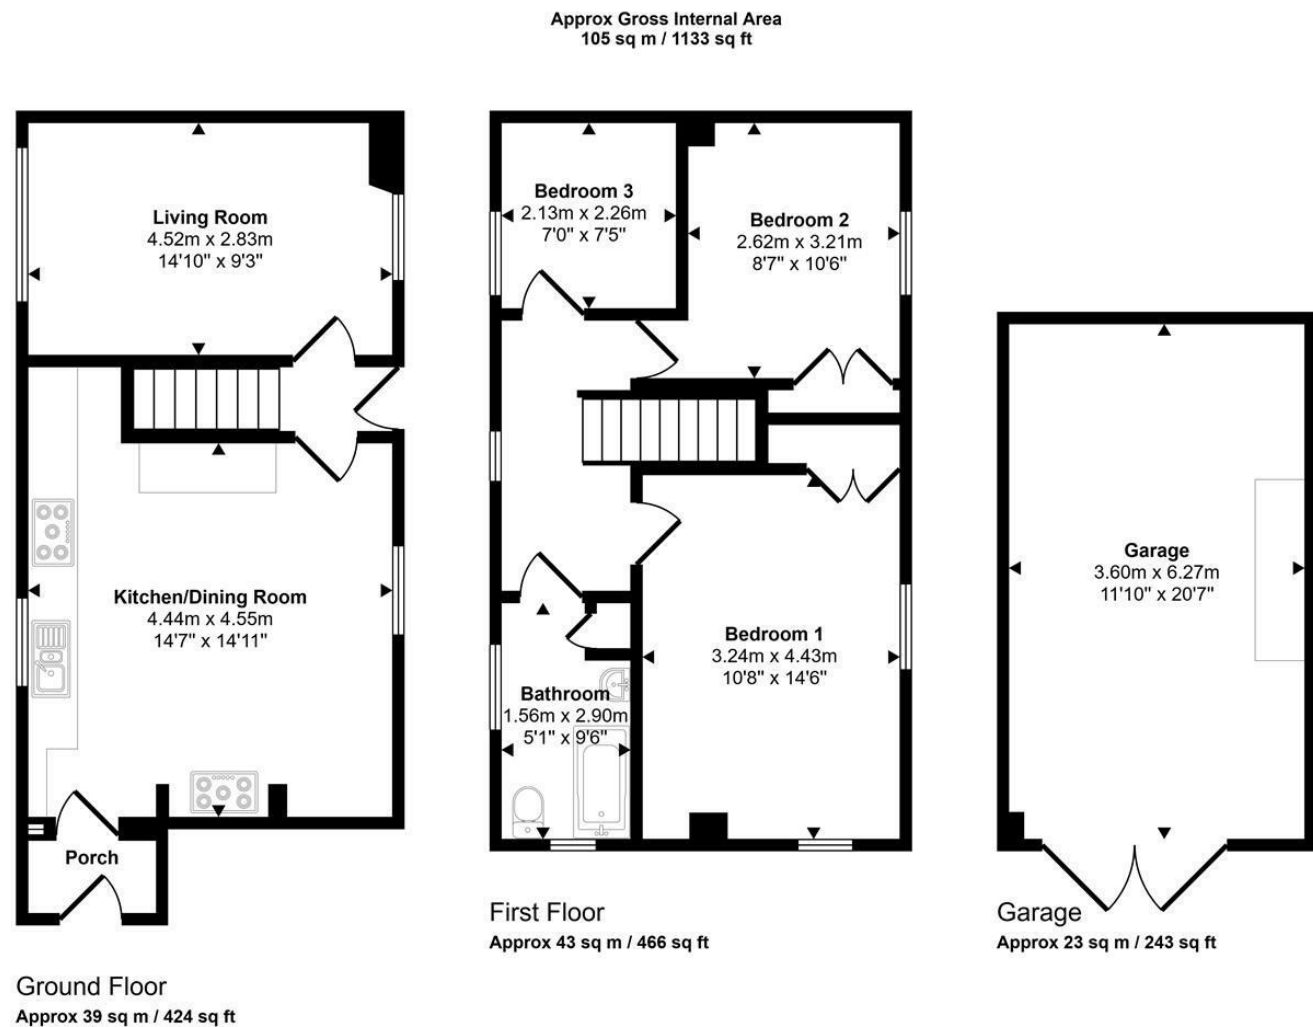 Approx Gross Internal Area
105 sq m / 1133 sq ft
Living Room
4.52m x 2.83m
14'10" x 9'3"
Kitchen/Dining Room
4.44m x 4.55m
14'7" x 14'11"
Porch
Ground Floor
Approx 39 sq m / 424 sq ft
Bedroom 3
2.13m x 2.26m
7'0" x 7'5"
Bedroom 2
2.62m x 3.21m
8'7" x 10'6"
Bedroom 1
3.24m x 4.43m
10'8" x 14'6"
Bathroom
1.56m x 2.90m
5'1" x 9'6"
First Floor
Approx 43 sq m / 466 sq ft
Garage
3.60m x 6.27m
11'10" x 20'7"
Garage
Approx 23 sq m / 243 sq ft